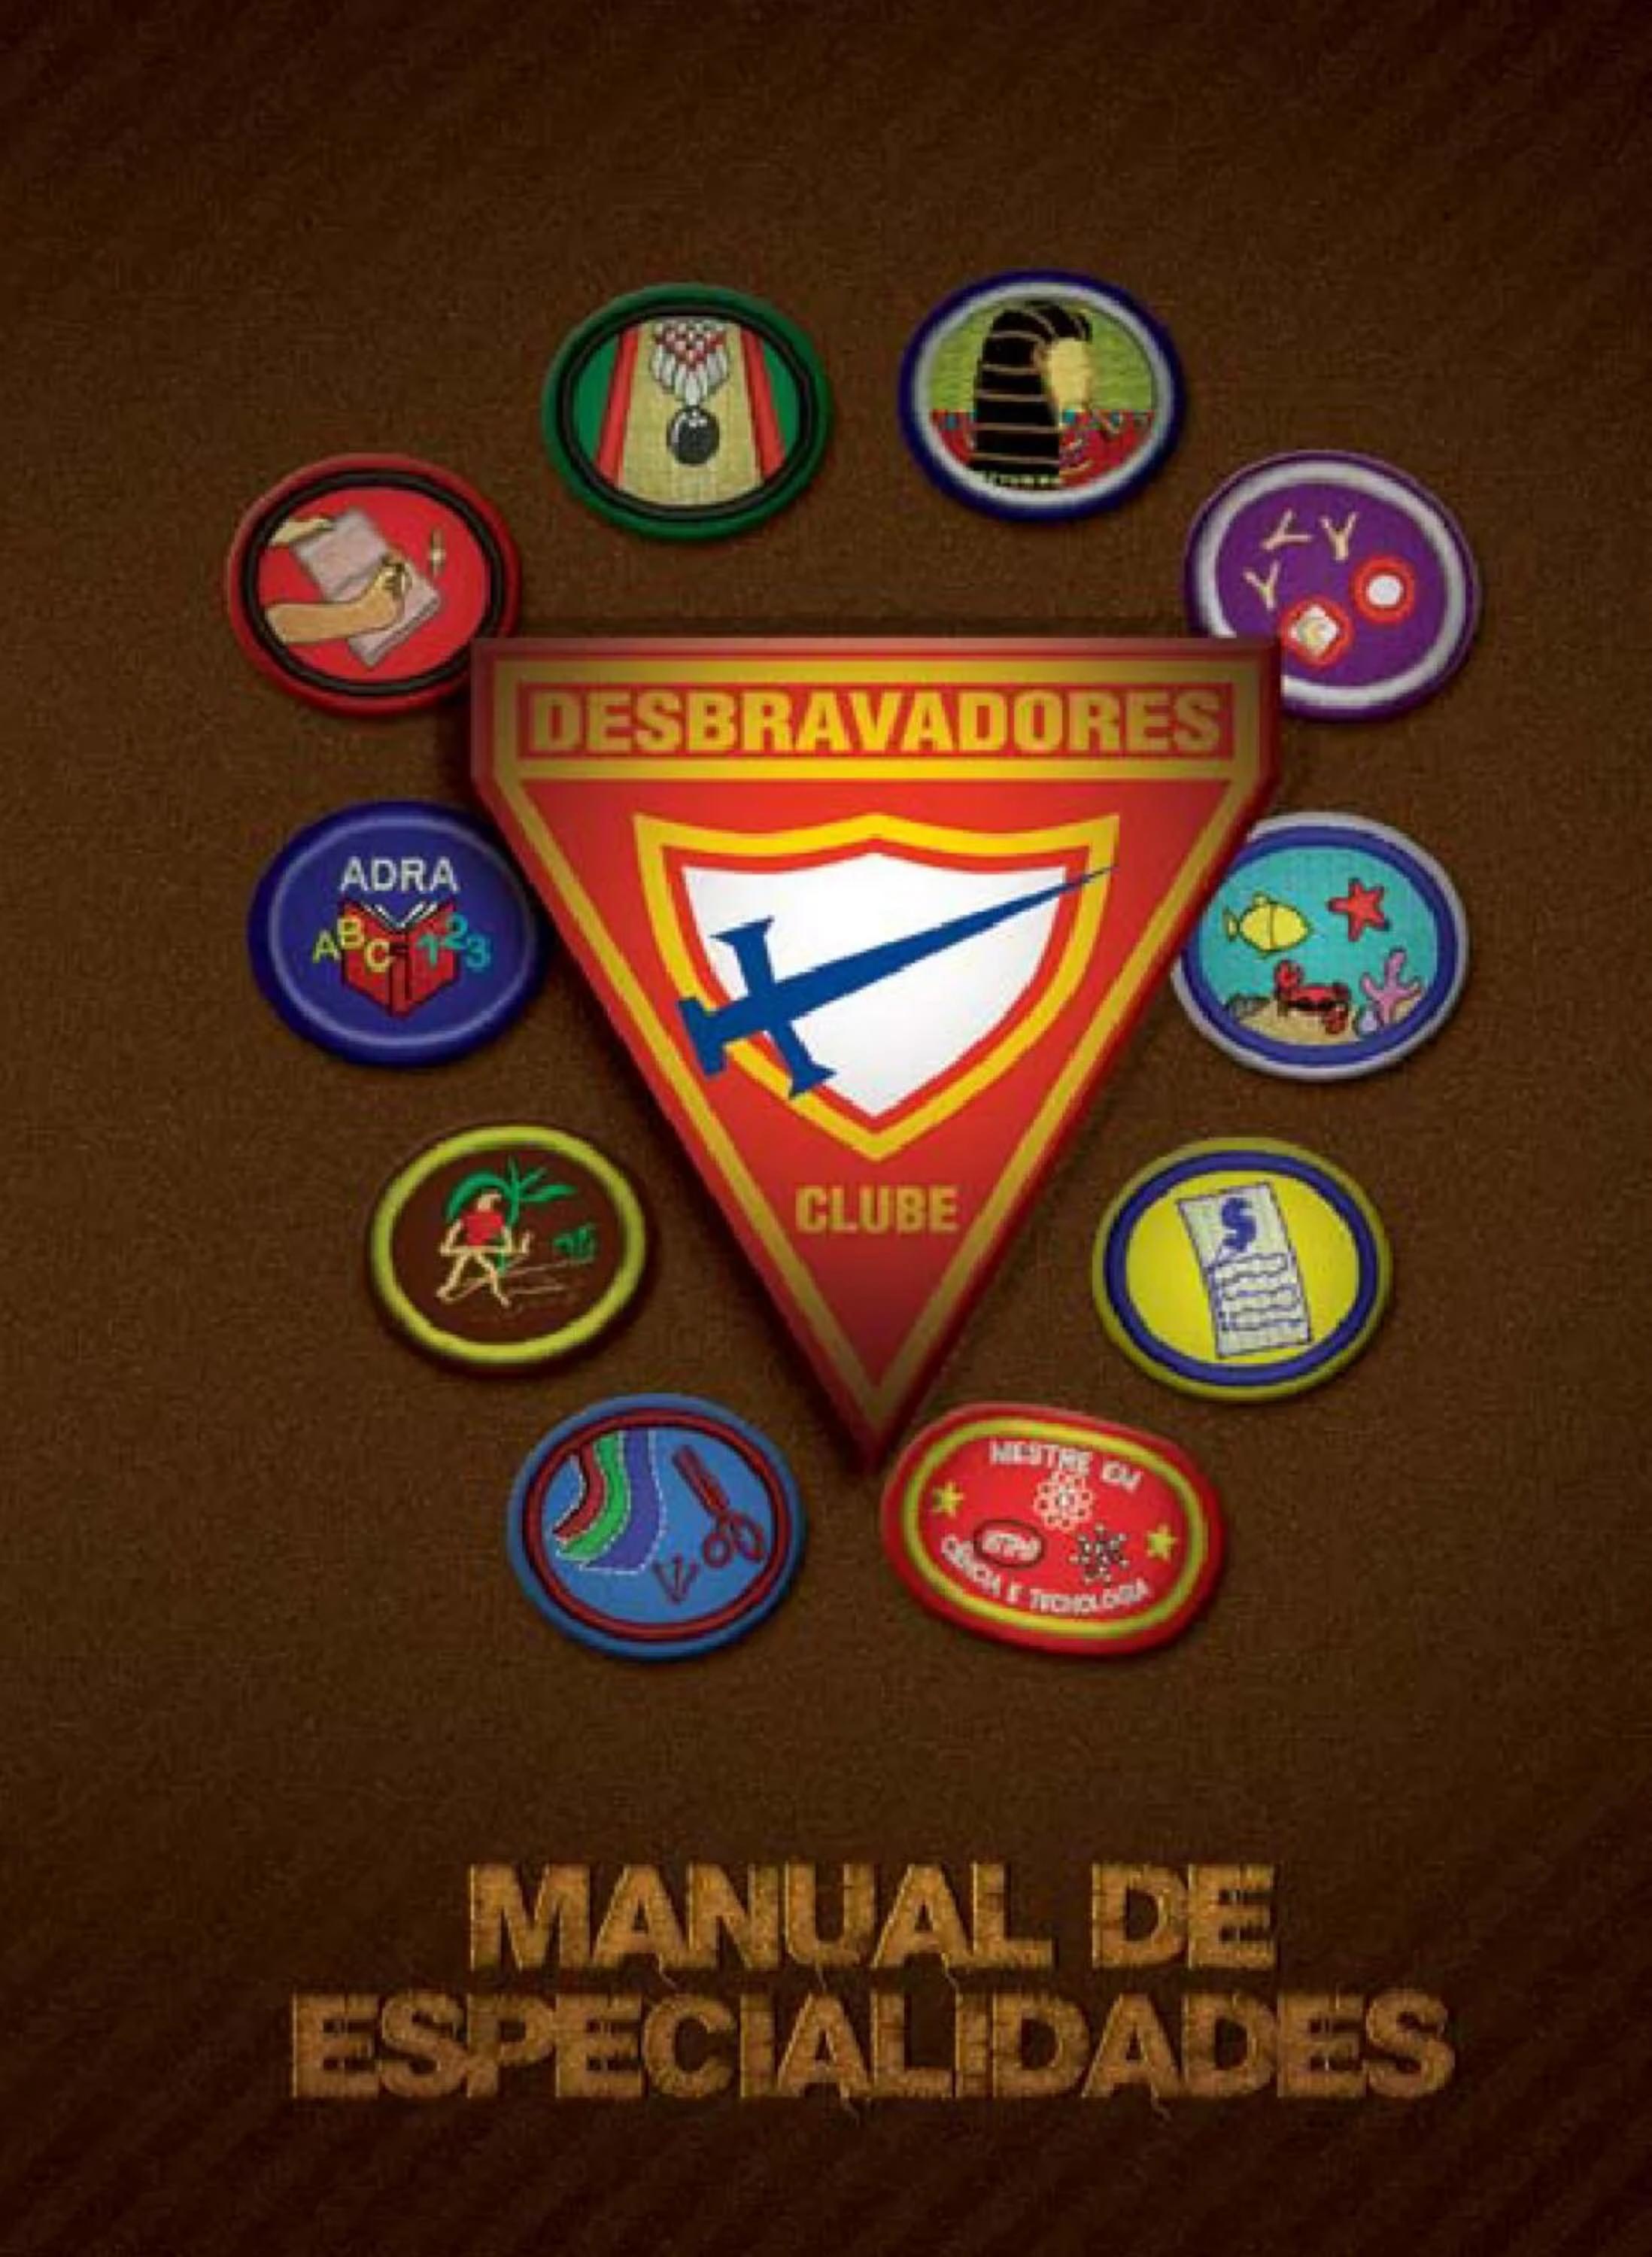 DESBRAVADORES
ADRA
ABC 123
CLUBE
$
MESTRE EM
CIÊNCIA E TECNOLOGIA
MANUAL DE
ESPECIALIDADES